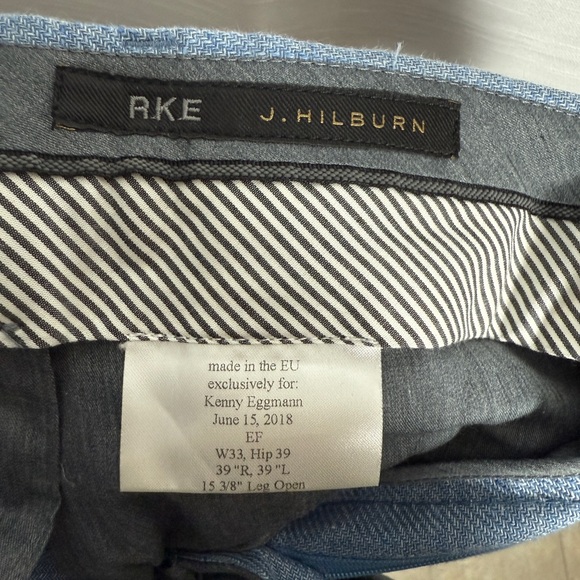 R.K.E J. HILBURN
made in the EU
exclusively for:
Kenny Eggmann
June 15, 2018
EF
W33, Hip 39
39 "R, 39 "L
15 3/8" Leg Open